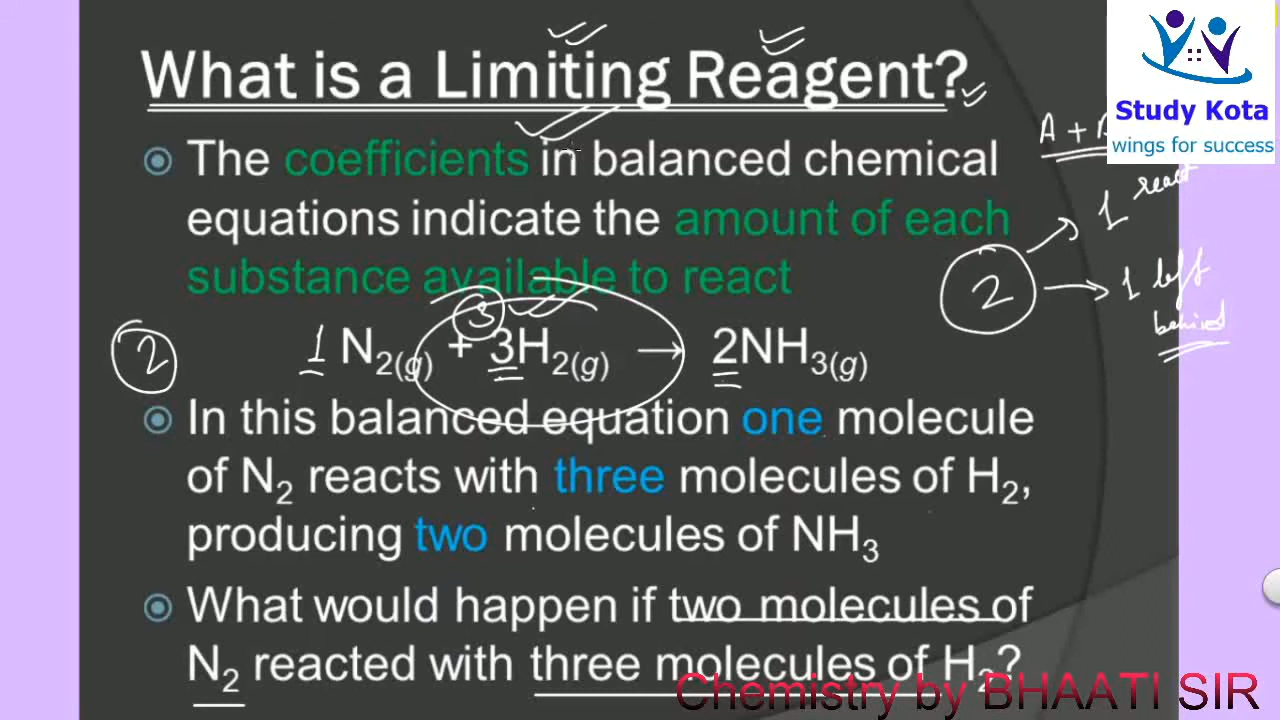 What is a Limiting Reagent?
Study Kota
wings for success
The coefficients in balanced chemical
equations indicate the amount of each
substance available to react
A +
1 react
2
1 left
behind
3
2
1 N2(g) + 3H2(g) → 2NH3(g)
In this balanced equation one molecule
of N2 reacts with three molecules of H2,
producing two molecules of NH3
What would happen if two molecules of
N2 reacted with three molecules of H2?
Chemistry by BHAATI SIR